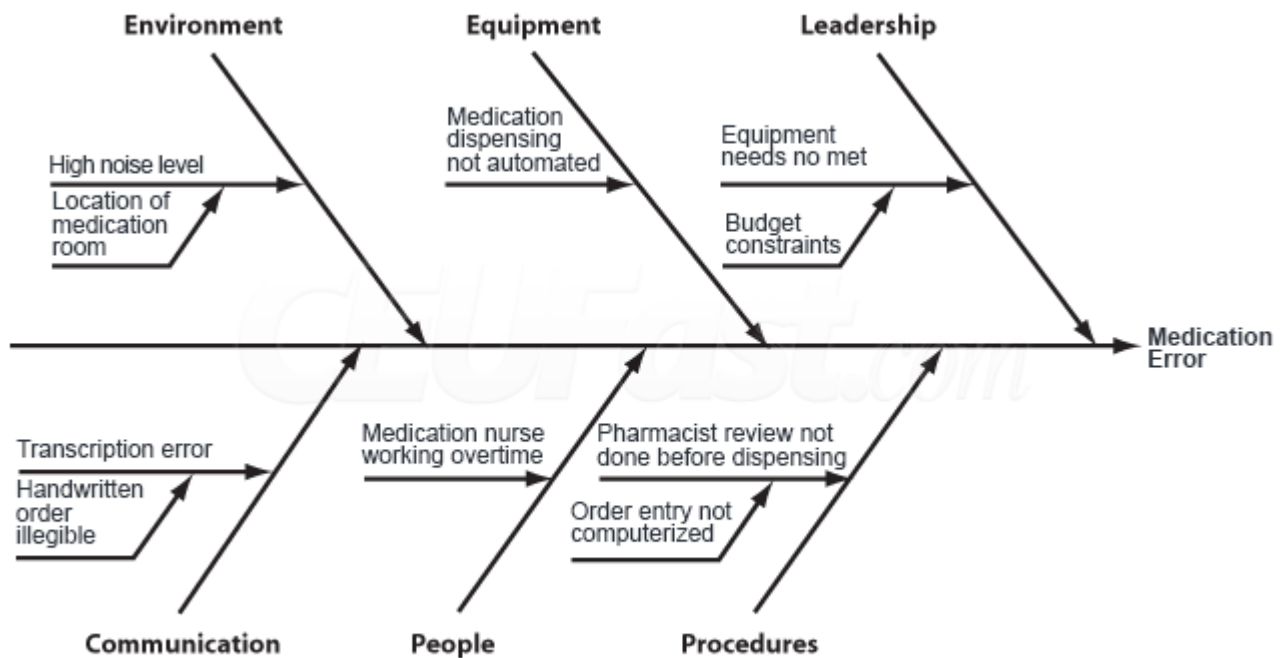 Environment
Equipment
Leadership
Medication
dispensing
not automated
Equipment
needs no met
High noise level
Location of
medication
room
Budget
constraints
CEUFast.com
Medication
Error
Transcription error
Handwritten
order
illegible
Medication nurse
working overtime
Pharmacist review not
done before dispensing
Order entry not
computerized
Communication
People
Procedures